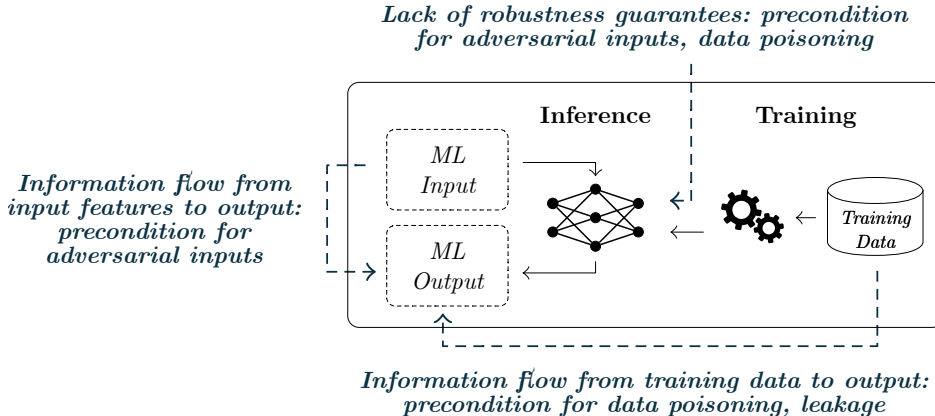 Lack of robustness guarantees: precondition
for adversarial inputs, data poisoning
Inference
Training
ML
Input
Information flow from
input features to output:
precondition for
adversarial inputs
Training
Data
ML
Output
Information flow from training data to output:
precondition for data poisoning, leakage